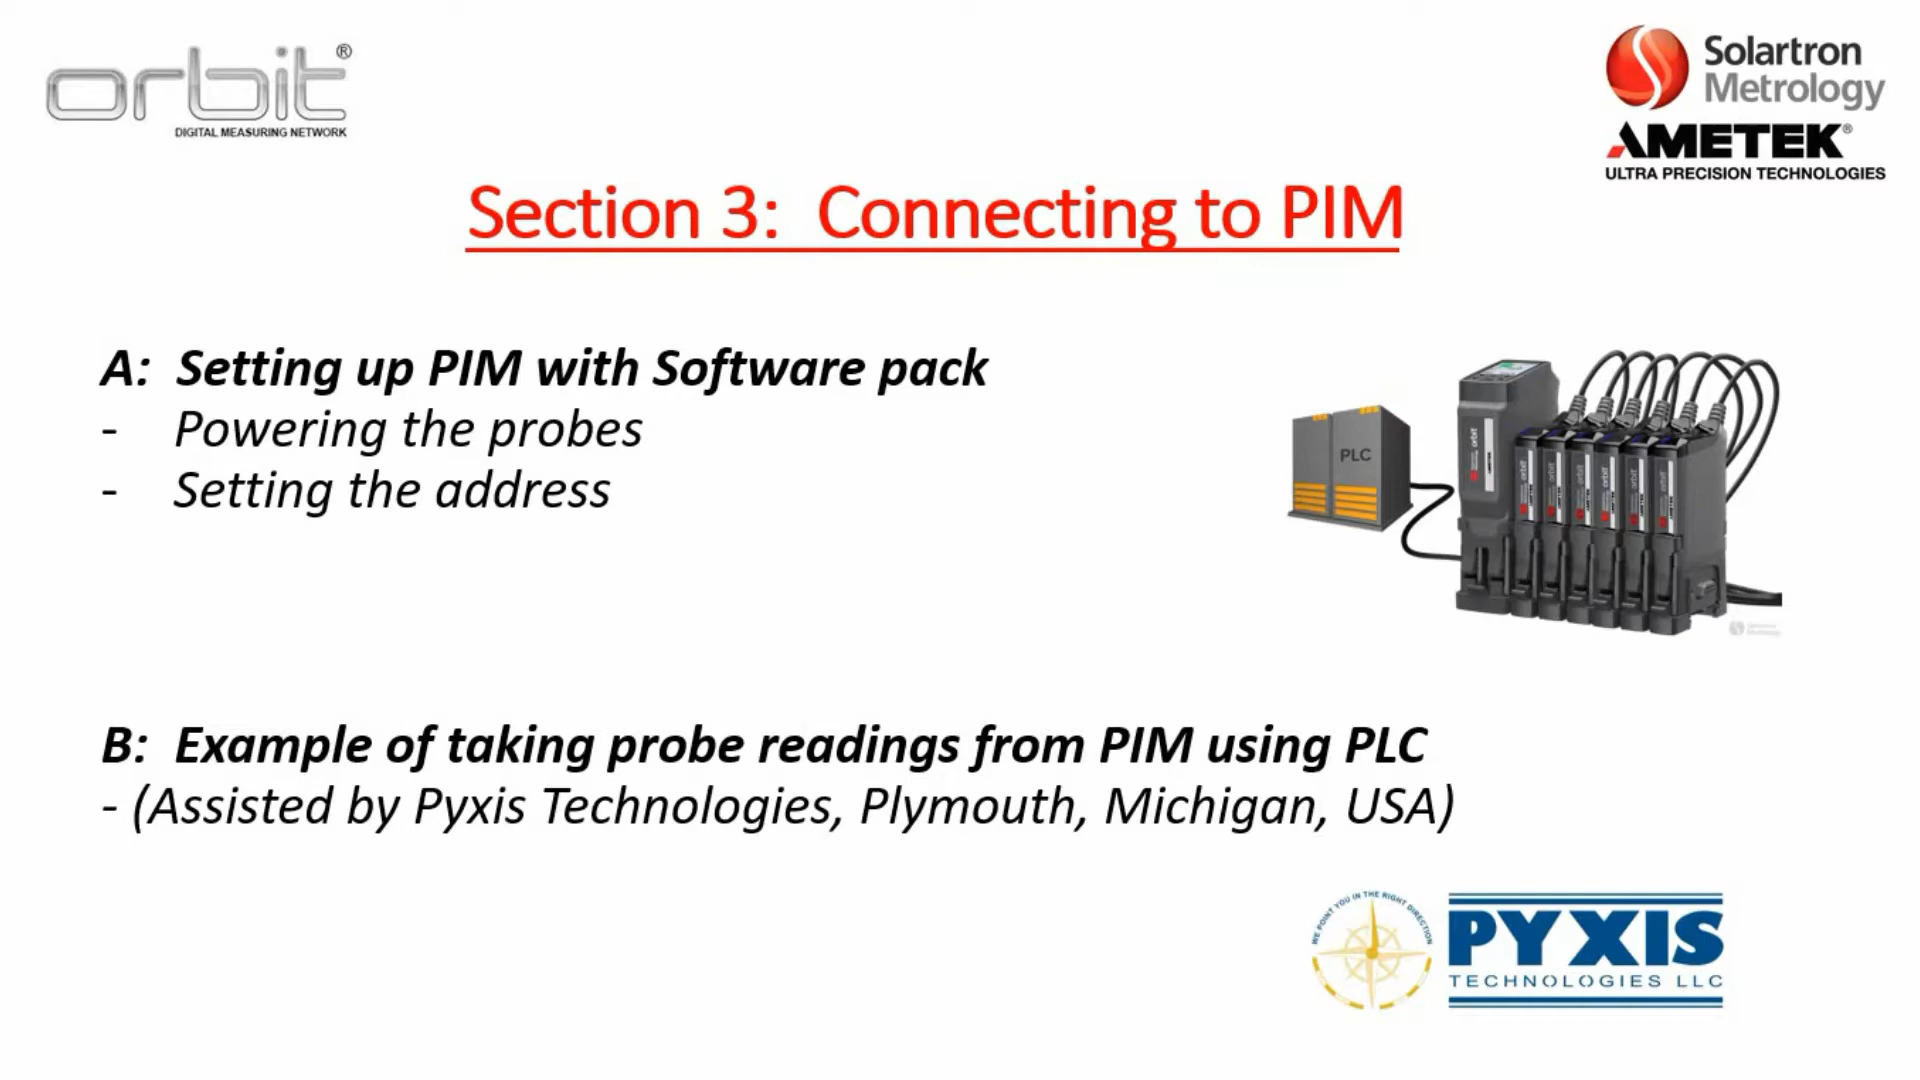 orbit®
DIGITAL MEASURING NETWORK
Solartron
Metrology
AMETEK®
ULTRA PRECISION TECHNOLOGIES
Section 3:  Connecting to PIM
A:  Setting up PIM with Software pack
- Powering the probes
- Setting the address
PLC
orbit
B:  Example of taking probe readings from PIM using PLC
- (Assisted by Pyxis Technologies, Plymouth, Michigan, USA)
WE POINT YOU IN THE RIGHT DIRECTION
PYXIS
TECHNOLOGIES LLC